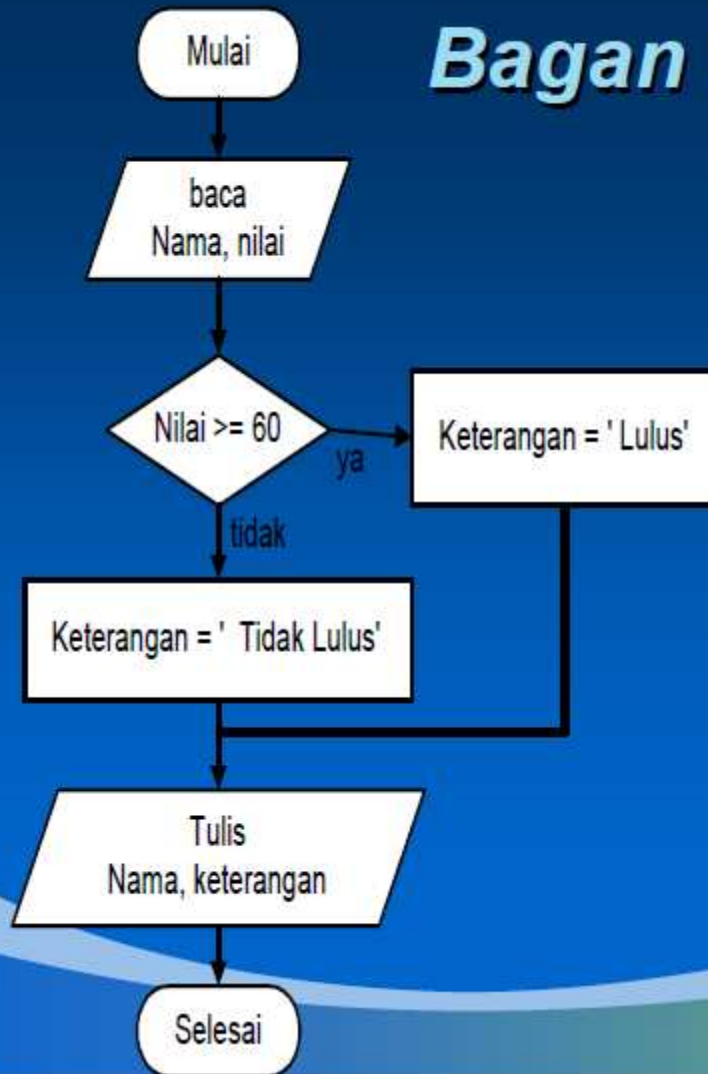 Bagan
Mulai
baca
Nama, nilai
Nilai >= 60
ya
Keterangan = ' Lulus'
tidak
Keterangan = '  Tidak Lulus'
Tulis
Nama, keterangan
Selesai